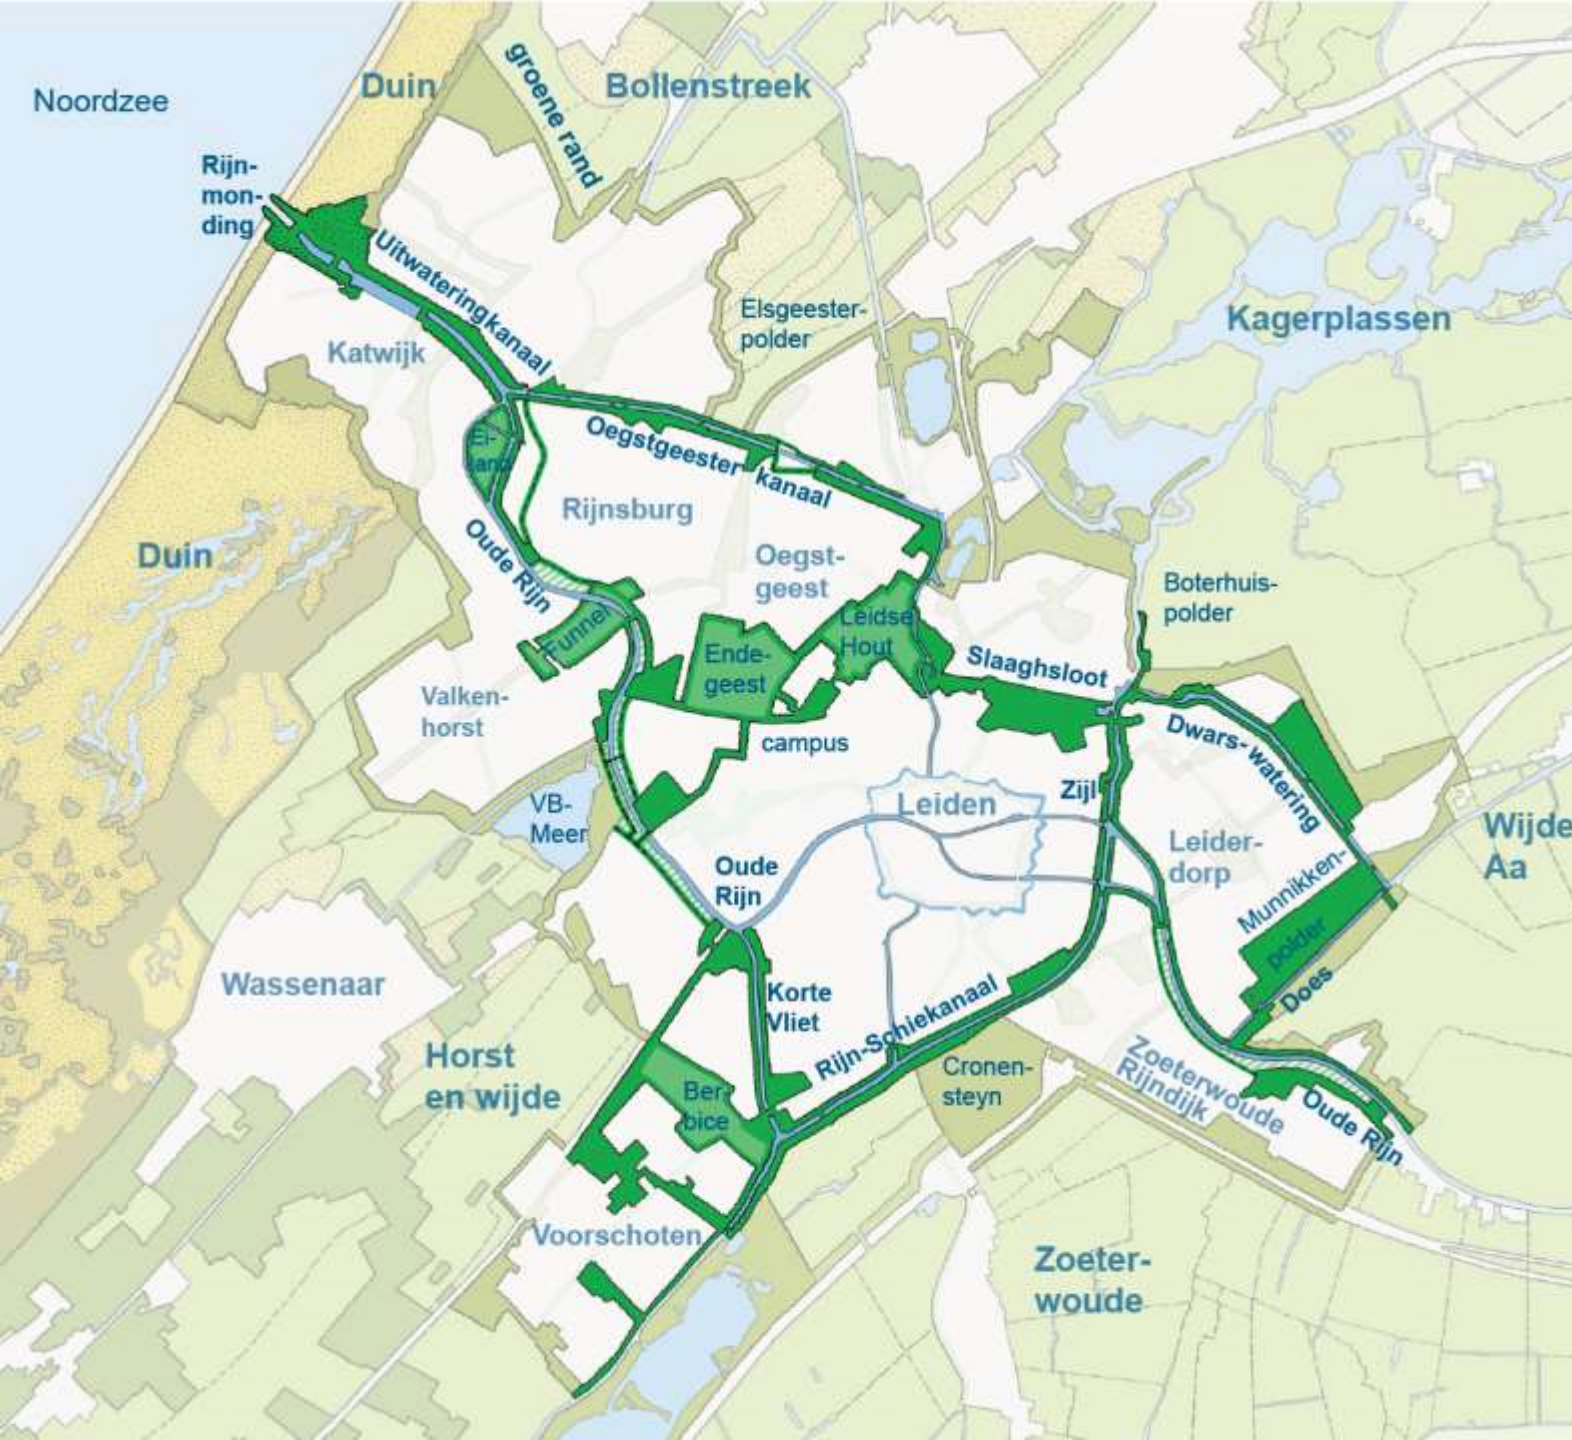 Noordzee
Duin
groene rand
Bollenstreek
Rijn-
mon-
ding
Uitwateringkanaal
Katwijk
Elsgeester-
polder
Kagerplassen
Ei-
land
Oegstgeester kanaal
Rijnsburg
Oegst-
geest
Oude Rijn
Duin
Funnel
Leidse
Hout
Ende-
geest
Boterhuis-
polder
Slaaghsloot
Valken-
horst
campus
Dwars-watering
VB-
Meer
Leiden
Zijl
Leider-
dorp
Wijde
Aa
Oude
Rijn
Munnikken-
polder
Does
Wassenaar
Korte
Vliet
Rijn-Schiekanaal
Horst
en wijde
Ber-
bice
Cronen-
steyn
Zoeterwoude
Rijndijk
Oude Rijn
Voorschoten
Zoeter-
woude